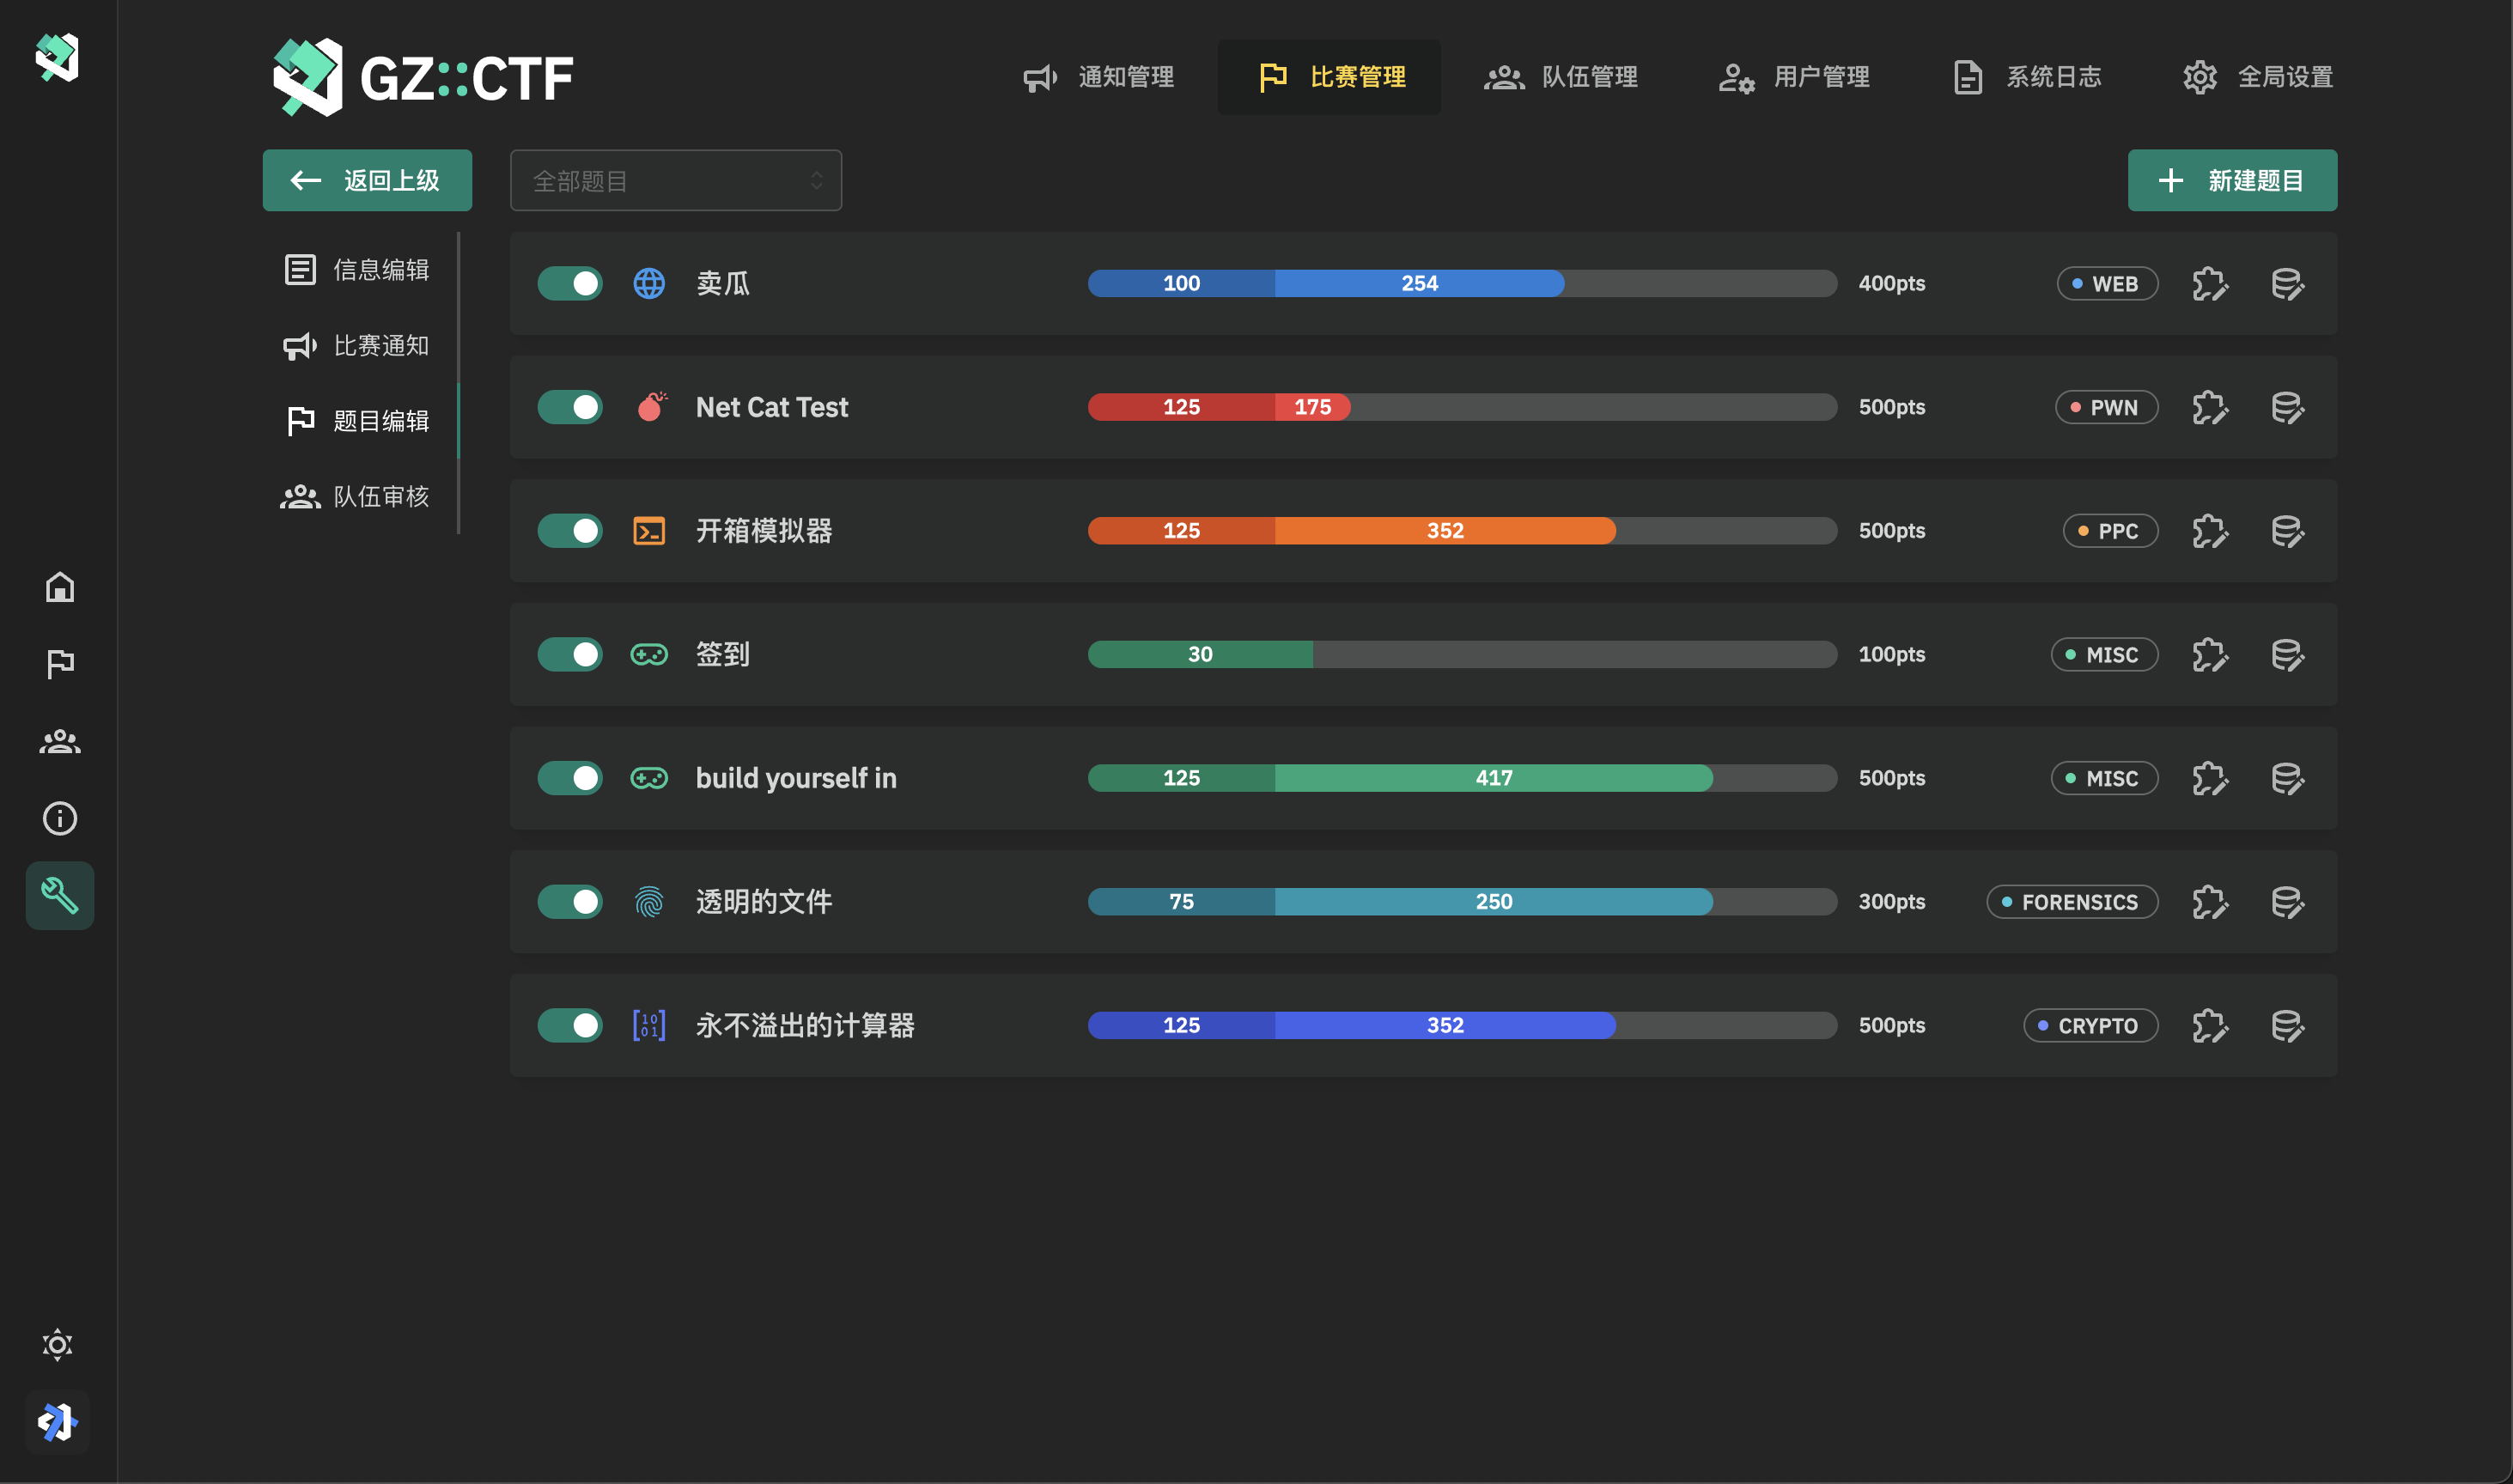 GZ::CTF
通知管理
比赛管理
队伍管理
用户管理
系统日志
全局设置
返回上级
全部题目
新建题目
信息编辑
比赛通知
题目编辑
队伍审核
卖瓜 100 254 400pts WEB
Net Cat Test 125 175 500pts PWN
开箱模拟器 125 352 500pts PPC
签到 30 100pts MISC
build yourself in 125 417 500pts MISC
透明的文件 75 250 300pts FORENSICS
10
01
永不溢出的计算器 125 352 500pts CRYPTO